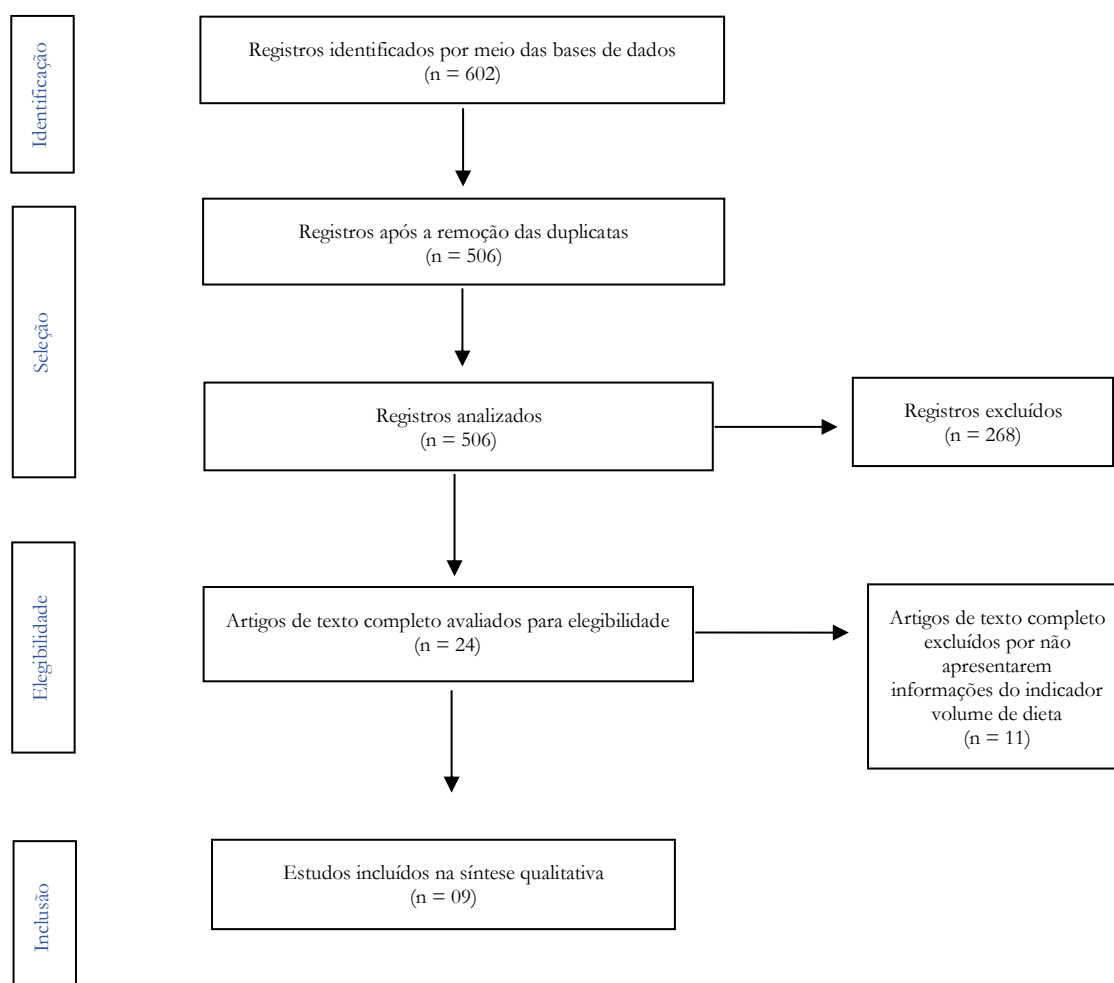 Identificação
Registros identificados por meio das bases de dados
(n = 602)
Seleção
Registros após a remoção das duplicatas
(n = 506)
Registros analizados
(n = 506)
Registros excluídos
(n = 268)
Elegibilidade
Artigos de texto completo avaliados para elegibilidade
(n = 24)
Artigos de texto completo
excluídos por não
apresentarem
informações do indicador
volume de dieta
(n = 11)
Inclusão
Estudos incluídos na síntese qualitativa
(n = 09)